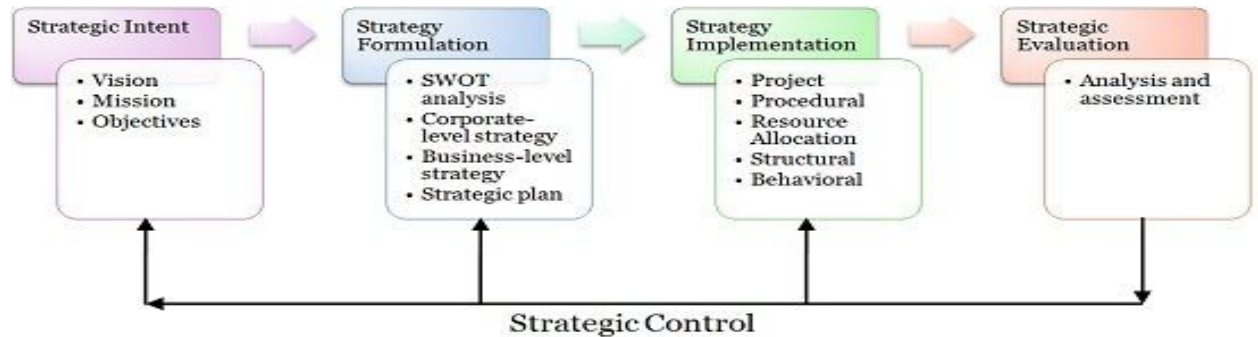 Strategic Intent
• Vision
• Mission
• Objectives
Strategy
Formulation
• SWOT
analysis
• Corporate-
level strategy
• Business-level
strategy
• Strategic plan
Strategy
Implementation
• Project
• Procedural
• Resource
Allocation
• Structural
• Behavioral
Strategic
Evaluation
• Analysis and
assessment
Strategic Control